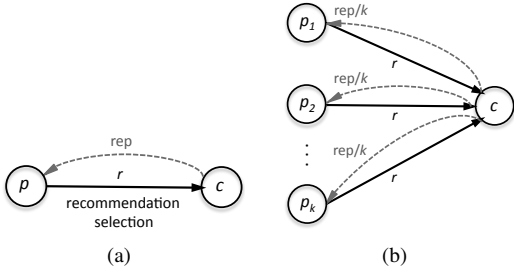 rep
p r c
recommendation
selection
(a)
p1 rep/k
r
rep/k
p2 r c
rep/k
⋮
r
pk
(b)